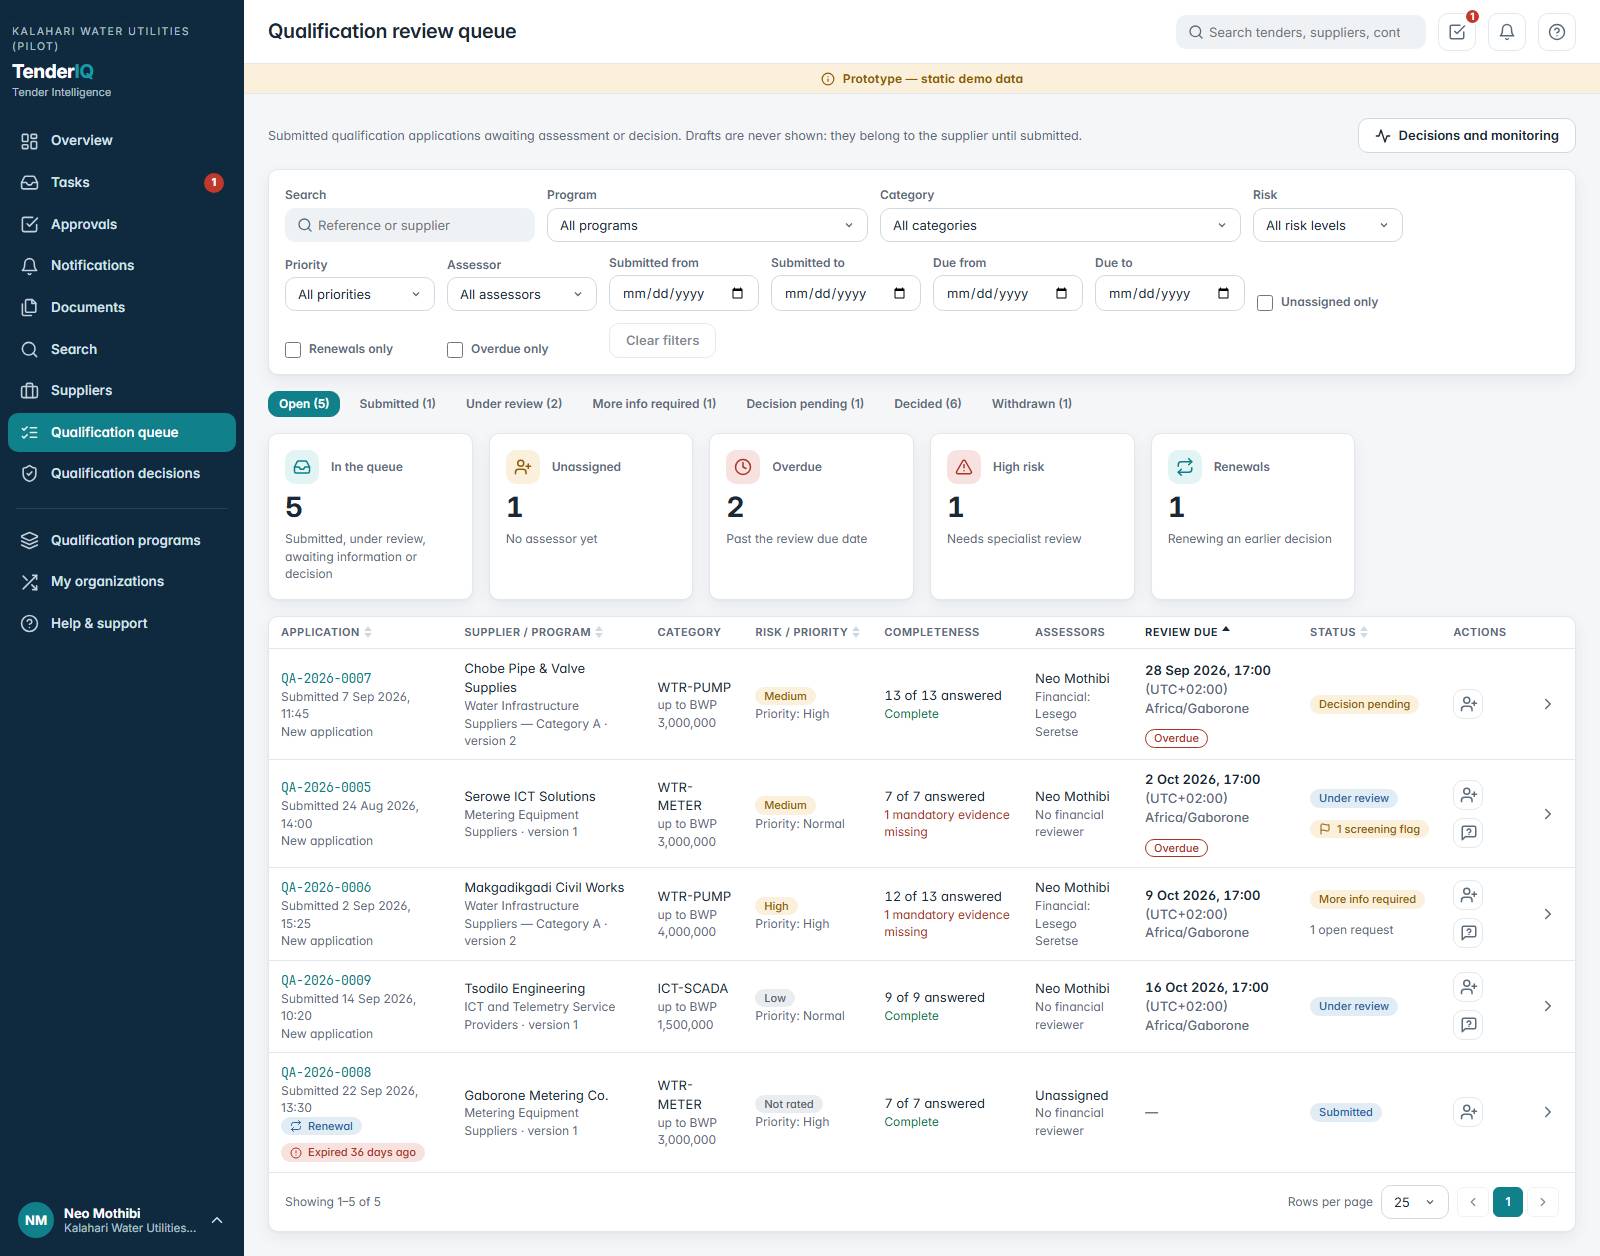 KALAHARI WATER UTILITIES
(PILOT)
TenderIQ
Tender Intelligence
Overview
Tasks 1
Approvals
Notifications
Documents
Search
Suppliers
Qualification queue
Qualification decisions
Qualification programs
My organizations
Help & support
NM
Neo Mothibi
Kalahari Water Utilities...
Qualification review queue
Search tenders, suppliers, cont
1
Prototype — static demo data
Submitted qualification applications awaiting assessment or decision. Drafts are never shown: they belong to the supplier until submitted.
Decisions and monitoring
Search Program Category Risk
Reference or supplier All programs All categories All risk levels
Priority Assessor Submitted from Submitted to Due from Due to
All priorities All assessors mm/dd/yyyy mm/dd/yyyy mm/dd/yyyy mm/dd/yyyy Unassigned only
Renewals only Overdue only Clear filters
Open (5) Submitted (1) Under review (2) More info required (1) Decision pending (1) Decided (6) Withdrawn (1)
In the queue
5
Submitted, under review,
awaiting information or
decision
Unassigned
1
No assessor yet
Overdue
2
Past the review due date
High risk
1
Needs specialist review
Renewals
1
Renewing an earlier decision
APPLICATION SUPPLIER / PROGRAM CATEGORY RISK / PRIORITY COMPLETENESS ASSESSORS REVIEW DUE STATUS ACTIONS
QA-2026-0007
Submitted 7 Sep 2026,
11:45
New application
Chobe Pipe & Valve
Supplies
Water Infrastructure
Suppliers — Category A ·
version 2
WTR-PUMP
up to BWP
3,000,000
Medium
Priority: High
13 of 13 answered
Complete
Neo Mothibi
Financial:
Lesego
Seretse
28 Sep 2026, 17:00
(UTC+02:00)
Africa/Gaborone
Overdue
Decision pending
QA-2026-0005
Submitted 24 Aug 2026,
14:00
New application
Serowe ICT Solutions
Metering Equipment
Suppliers · version 1
WTR-
METER
up to BWP
3,000,000
Medium
Priority: Normal
7 of 7 answered
1 mandatory evidence
missing
Neo Mothibi
No financial
reviewer
2 Oct 2026, 17:00
(UTC+02:00)
Africa/Gaborone
Overdue
Under review
1 screening flag
QA-2026-0006
Submitted 2 Sep 2026,
15:25
New application
Makgadikgadi Civil Works
Water Infrastructure
Suppliers — Category A ·
version 2
WTR-PUMP
up to BWP
4,000,000
High
Priority: High
12 of 13 answered
1 mandatory evidence
missing
Neo Mothibi
Financial:
Lesego
Seretse
9 Oct 2026, 17:00
(UTC+02:00)
Africa/Gaborone
More info required
1 open request
QA-2026-0009
Submitted 14 Sep 2026,
10:20
New application
Tsodilo Engineering
ICT and Telemetry Service
Providers · version 1
ICT-SCADA
up to BWP
1,500,000
Low
Priority: Normal
9 of 9 answered
Complete
Neo Mothibi
No financial
reviewer
16 Oct 2026, 17:00
(UTC+02:00)
Africa/Gaborone
Under review
QA-2026-0008
Submitted 22 Sep 2026,
13:30
Renewal
Expired 36 days ago
Gaborone Metering Co.
Metering Equipment
Suppliers · version 1
WTR-
METER
up to BWP
3,000,000
Not rated
Priority: High
7 of 7 answered
Complete
Unassigned
No financial
reviewer
—
Submitted
Showing 1–5 of 5
Rows per page 25 1